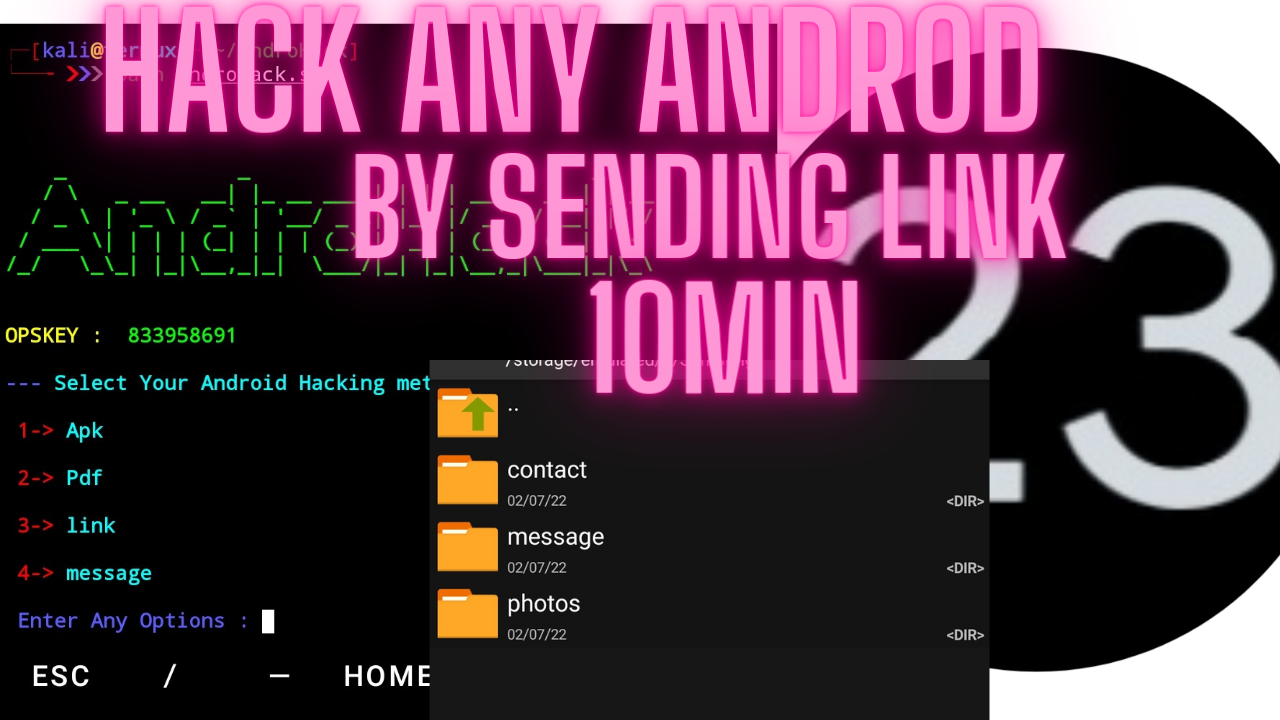 HACK ANY ANDROD
BY SENDING LINK
10MIN
OPSKEY : 833958691
--- Select Your Android Hacking met
1-> Apk
2-> Pdf
3-> link
4-> message
Enter Any Options :
ESC / — HOME
..
contact
02/07/22 <DIR>
message
02/07/22 <DIR>
photos
02/07/22 <DIR>
23